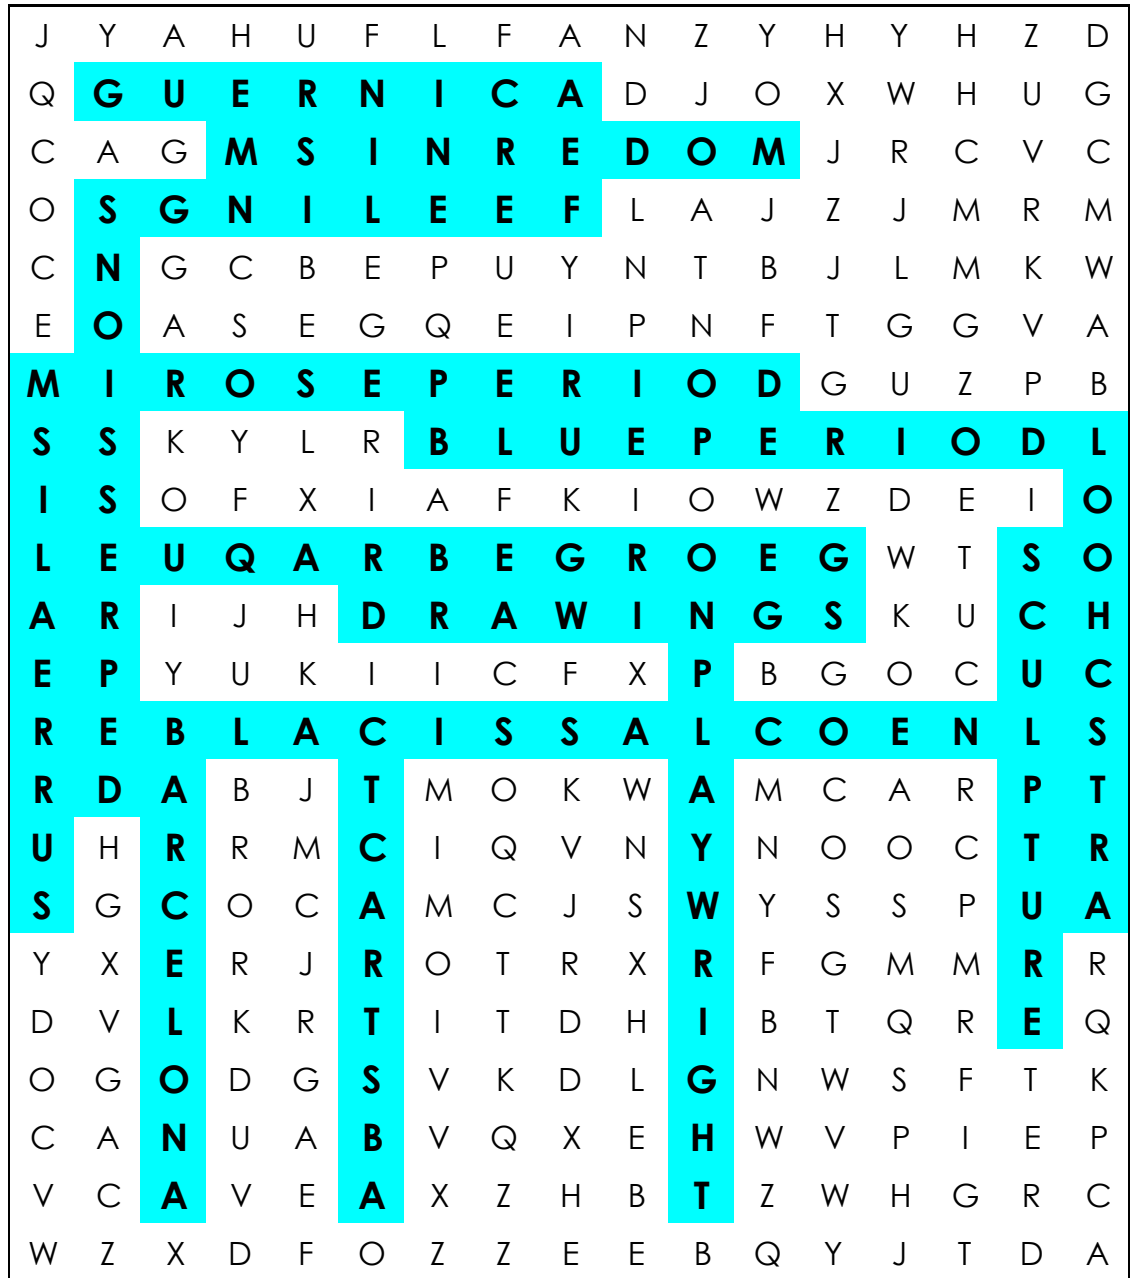 J Y A H U F L F A N Z Y H Y H Z D
Q G U E R N I C A D J O X W H U G
C A G M S I N R E D O M J R C V C
O S G N I L E E F L A J Z J M R M
C N G C B E P U Y N T B J L M K W
E O A S E G Q E I P N F T G G V A
M I R O S E P E R I O D G U Z P B
S S K Y L R B L U E P E R I O D L
I S O F X I A F K I O W Z D E I O
L E U Q A R B E G R O E G W T S O
A R I J H D R A W I N G S K U C H
E P Y U K I I C F X P B G O C U C
R E B L A C I S S A L C O E N L S
R D A B J T M O K W A M C A R P T
U H R R M C I Q V N Y N O O C T R
S G C O C A M C J S W Y S S P U A
Y X E R J R O T R X R F G M M R R
D V L K R T I T D H I B T Q R E Q
O G O D G S V K D L G N W S F T K
C A N U A B V Q X E H W V P I E P
V C A V E A X Z H B T Z W H G R C
W Z X D F O Z Z E E B Q Y J T D A